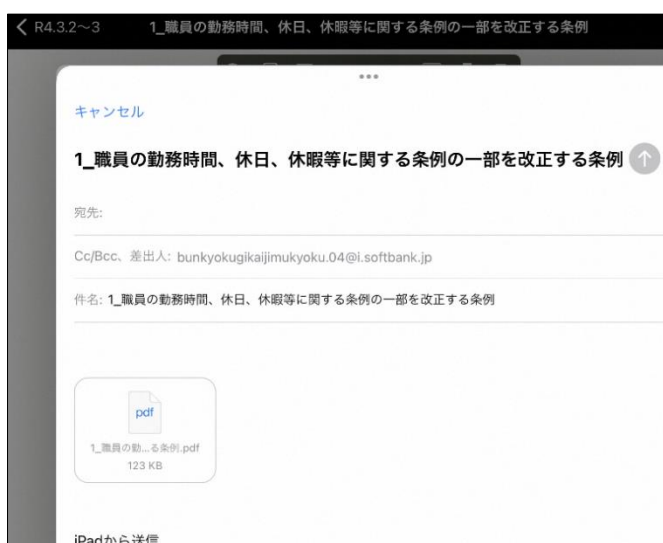 R4.3.2〜3 1_職員の勤務時間、休日、休暇等に関する条例の一部を改正する条例
キャンセル
1_職員の勤務時間、休日、休暇等に関する条例の一部を改正する条例
宛先:
Cc/Bcc、差出人: bunkyokugikaijimukyoku.04@i.softbank.jp
件名: 1_職員の勤務時間、休日、休暇等に関する条例の一部を改正する条例
pdf
1_職員の勤...る条例.pdf
123 KB
iPadから送信